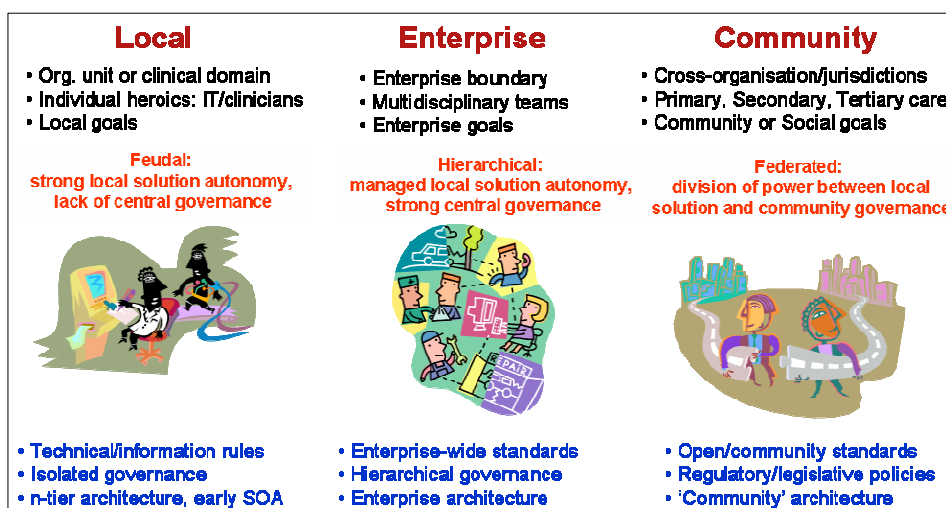 Local
• Org. unit or clinical domain
• Individual heroics: IT/clinicians
• Local goals
Feudal:
strong local solution autonomy,
lack of central governance
• Technical/information rules
• Isolated governance
• n-tier architecture, early SOA
Enterprise
• Enterprise boundary
• Multidisciplinary teams
• Enterprise goals
Hierarchical:
managed local solution autonomy,
strong central governance
REPAIR
• Enterprise-wide standards
• Hierarchical governance
• Enterprise architecture
Community
• Cross-organisation/jurisdictions
• Primary, Secondary, Tertiary care
• Community or Social goals
Federated:
division of power between local
solution and community governance
• Open/community standards
• Regulatory/legislative policies
• ‘Community’ architecture